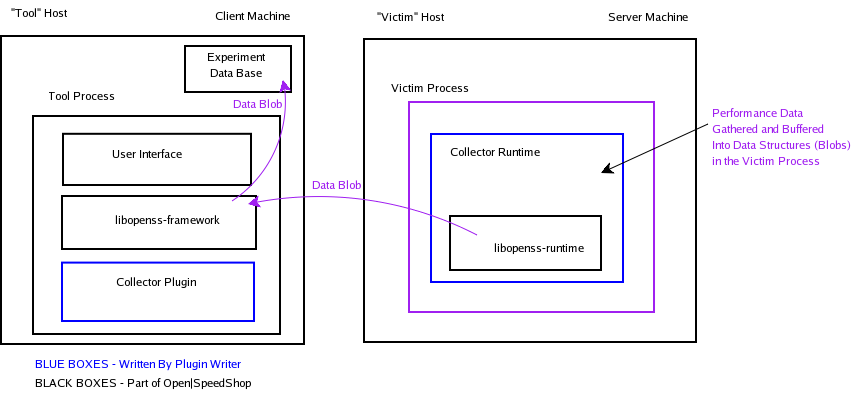 "Tool" Host
Client Machine
"Victim" Host
Server Machine
Experiment
Data Base
Tool Process
Data Blob
User Interface
libopenss-framework
Collector Plugin
Data Blob
Victim Process
Collector Runtime
libopenss-runtime
Performance Data
Gathered and Buffered
Into Data Structures (Blobs)
in the Victim Process
BLUE BOXES - Written By Plugin Writer
BLACK BOXES - Part of Open|SpeedShop